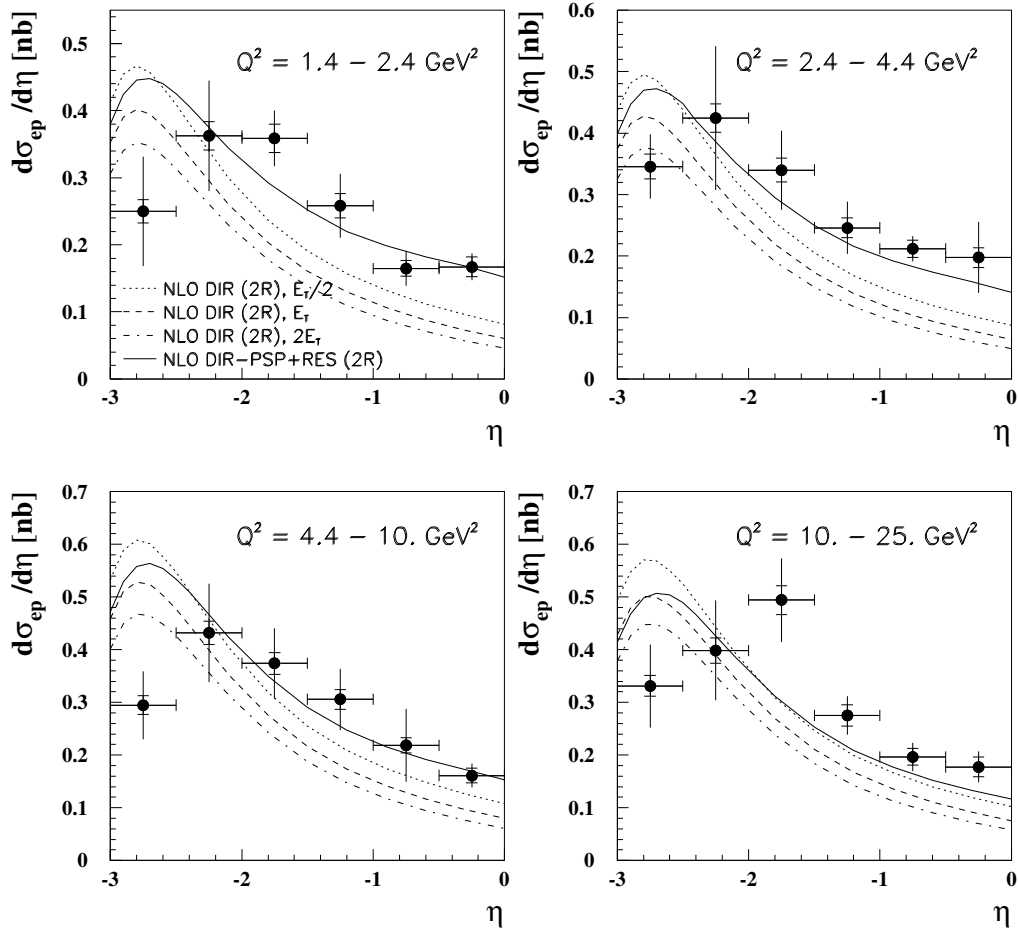 dσep/dη [nb]
Q² = 1.4 − 2.4 GeV²
0.5
0.4
0.3
0.2
0.1
0
NLO DIR (2R), ET/2
NLO DIR (2R), ET
NLO DIR (2R), 2ET
NLO DIR−PSP+RES (2R)
-3 -2 -1 0
η
dσep/dη [nb]
Q² = 2.4 − 4.4 GeV²
0.6
0.5
0.4
0.3
0.2
0.1
0
-3 -2 -1 0
η
dσep/dη [nb]
Q² = 4.4 − 10. GeV²
0.7
0.6
0.5
0.4
0.3
0.2
0.1
0
-3 -2 -1 0
η
dσep/dη [nb]
Q² = 10. − 25. GeV²
0.7
0.6
0.5
0.4
0.3
0.2
0.1
0
-3 -2 -1 0
η